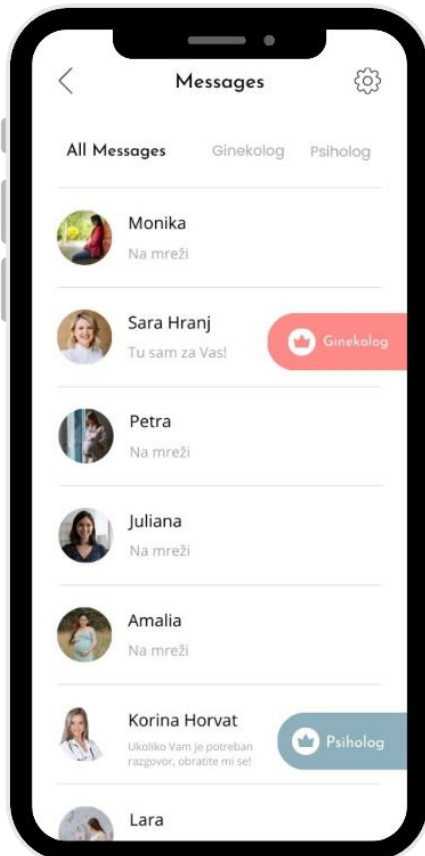 Messages
All Messages Ginekolog Psiholog
Monika
Na mreži
Sara Hranj
Tu sam za Vas!
Ginekolog
Petra
Na mreži
Juliana
Na mreži
Amalia
Na mreži
Korina Horvat
Ukoliko Vam je potreban
razgovor, obratite mi se!
Psiholog
Lara